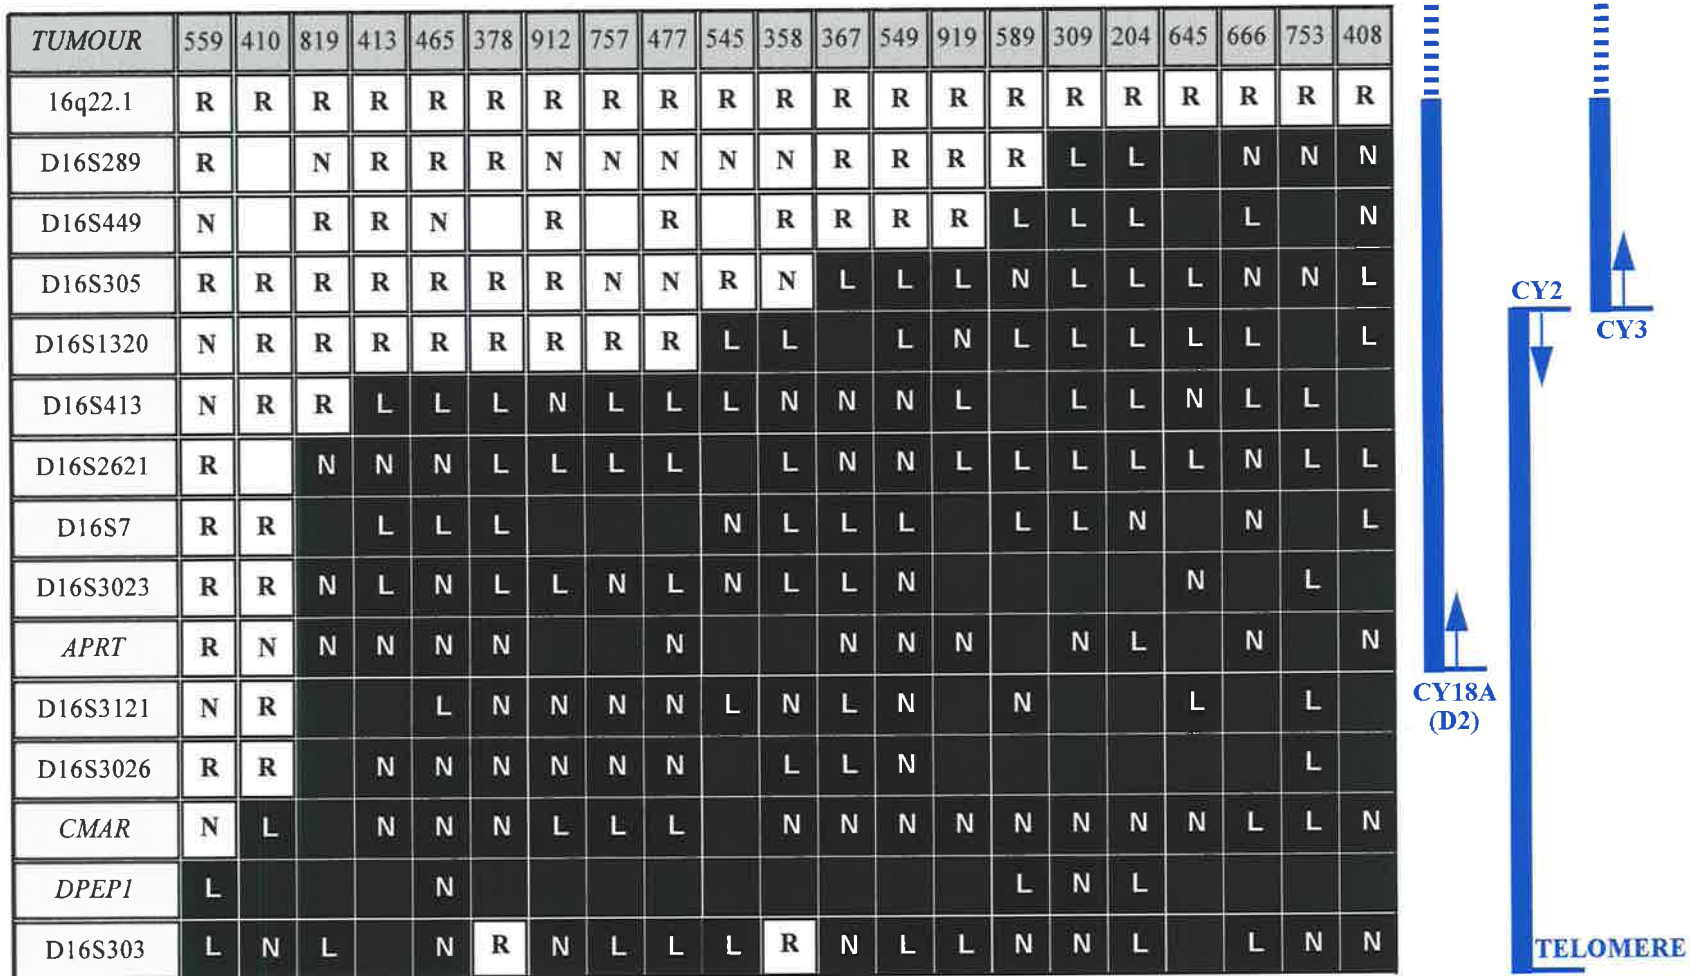 TUMOUR 559 410 819 413 465 378 912 757 477 545 358 367 549 919 589 309 204 645 666 753 408
16q22.1 R R R R R R R R R R R R R R R R R R R R R
D16S289 R N R R R N N N N N R R R R L L N N N
D16S449 N R R N R R R R R R L L L L N
D16S305 R R R R R R R N N R N L L L N L L L N N L
D16S1320 N R R R R R R R R L L L N L L L L L L
D16S413 N R R L L L N L L L N N N L L L N L L
D16S2621 R N N N L L L L L N N L L L L L N L L
D16S7 R R L L L N L L L L L N N L
D16S3023 R R N L N L L N L N L L N N L
APRT R N N N N N N N N N N L N N
D16S3121 N R L N N N N L N L N N L L
D16S3026 R R N N N N N N L L N L
CMAR N L N N N L L L N N N N N N N N L L N
DPEP1 L N L N L
D16S303 L N L N R N L L L R N L L N N L L N N
CY2
CY3
CY18A
(D2)
TELOMERE